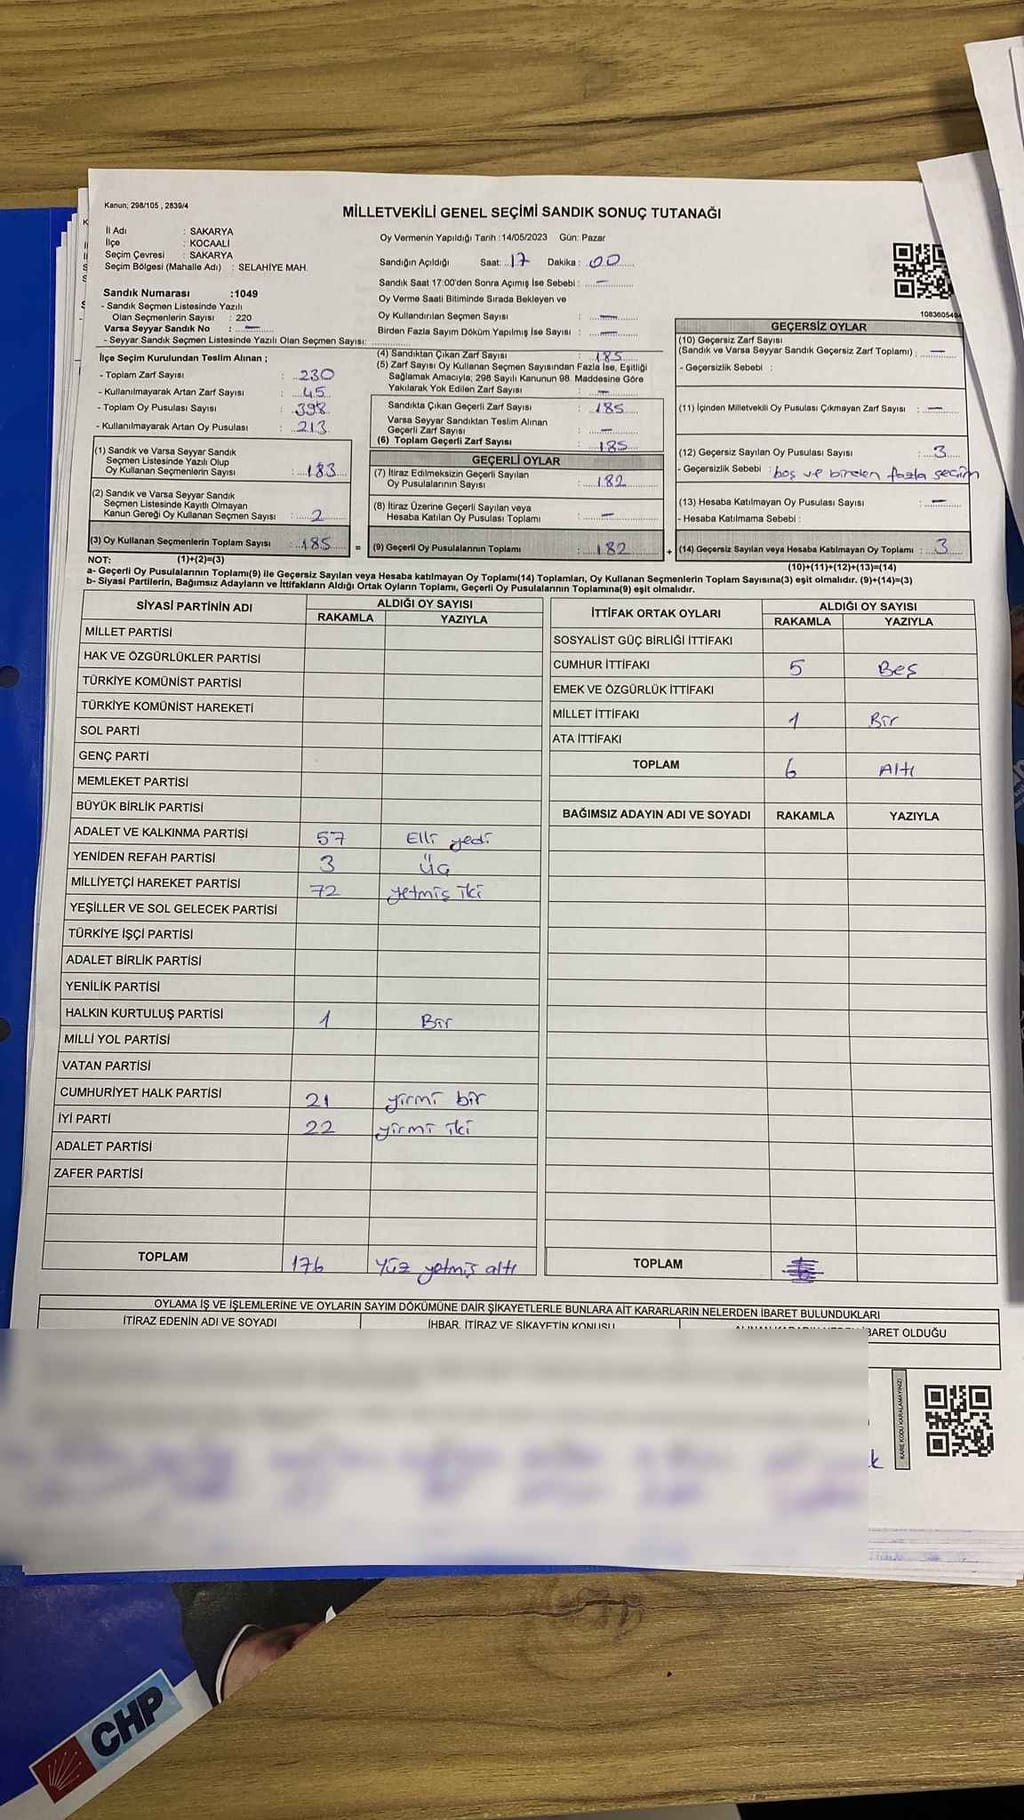 Kanun; 298/105 , 2839/4
MİLLETVEKİLİ GENEL SEÇİMİ SANDIK SONUÇ TUTANAĞI
İl Adı : SAKARYA
İlçe : KOCAALİ
Seçim Çevresi : SAKARYA
Seçim Bölgesi (Mahalle Adı) : SELAHİYE MAH.
Sandık Numarası :1049
- Sandık Seçmen Listesinde Yazılı
Olan Seçmenlerin Sayısı : 220
Varsa Seyyar Sandık No : —
- Seyyar Sandık Seçmen Listesinde Yazılı Olan Seçmen Sayısı:
Oy Vermenin Yapıldığı Tarih :14/05/2023 Gün: Pazar
Sandığın Açıldığı Saat: 17 Dakika : 00
Sandık Saat 17:00'den Sonra Açımış İse Sebebi : —
Oy Verme Saati Bitiminde Sırada Bekleyen ve
Oy Kullandırılan Seçmen Sayısı : —
Birden Fazla Sayım Döküm Yapılmış İse Sayısı : —
1083605494
İlçe Seçim Kurulundan Teslim Alınan ;
- Toplam Zarf Sayısı : 230
- Kullanılmayarak Artan Zarf Sayısı : 45
- Toplam Oy Pusulası Sayısı : 398
- Kullanılmayarak Artan Oy Pusulası : 213
(1) Sandık ve Varsa Seyyar Sandık
Seçmen Listesinde Yazılı Olup
Oy Kullanan Seçmenlerin Sayısı : 183
(2) Sandık ve Varsa Seyyar Sandık
Seçmen Listesinde Kayıtlı Olmayan
Kanun Gereği Oy Kullanan Seçmen Sayısı : 2
(3) Oy Kullanan Seçmenlerin Toplam Sayısı : 185 =
(4) Sandıktan Çıkan Zarf Sayısı : 185
(5) Zarf Sayısı Oy Kullanan Seçmen Sayısından Fazla İse, Eşitliği
Sağlamak Amacıyla; 298 Sayılı Kanunun 98. Maddesine Göre
Yakılarak Yok Edilen Zarf Sayısı : —
Sandıkta Çıkan Geçerli Zarf Sayısı : 185
Varsa Seyyar Sandıktan Teslim Alınan
Geçerli Zarf Sayısı : —
(6) Toplam Geçerli Zarf Sayısı : 185
GEÇERLİ OYLAR
(7) İtiraz Edilmeksizin Geçerli Sayılan
Oy Pusulalarının Sayısı : 182
(8) İtiraz Üzerine Geçerli Sayılan veya
Hesaba Katılan Oy Pusulası Toplamı : —
(9) Geçerli Oy Pusulalarının Toplamı : 182 +
GEÇERSİZ OYLAR
(10) Geçersiz Zarf Sayısı
(Sandık ve Varsa Seyyar Sandık Geçersiz Zarf Toplamı) : —
- Geçersizlik Sebebi :
(11) İçinden Milletvekili Oy Pusulası Çıkmayan Zarf Sayısı : —
(12) Geçersiz Sayılan Oy Pusulası Sayısı : 3
- Geçersizlik Sebebi : boş ve birden fazla seçim
(13) Hesaba Katılmayan Oy Pusulası Sayısı : —
- Hesaba Katılmama Sebebi :
(14) Geçersiz Sayılan veya Hesaba Katılmayan Oy Toplamı : 3
NOT: (1)+(2)=(3) (10)+(11)+(12)+(13)=(14)
a- Geçerli Oy Pusulalarının Toplamı(9) ile Geçersiz Sayılan veya Hesaba katılmayan Oy Toplamı(14) Toplamları, Oy Kullanan Seçmenlerin Toplam Sayısına(3) eşit olmalıdır. (9)+(14)=(3)
b- Siyasi Partilerin, Bağımsız Adayların ve İttifakların Aldığı Ortak Oyların Toplamı, Geçerli Oy Pusulalarının Toplamına(9) eşit olmalıdır.
SİYASİ PARTİNİN ADI ALDIĞI OY SAYISI
RAKAMLA YAZIYLA
MİLLET PARTİSİ
HAK VE ÖZGÜRLÜKLER PARTİSİ
TÜRKİYE KOMÜNİST PARTİSİ
TÜRKİYE KOMÜNİST HAREKETİ
SOL PARTİ
GENÇ PARTİ
MEMLEKET PARTİSİ
BÜYÜK BİRLİK PARTİSİ
ADALET VE KALKINMA PARTİSİ 57 Elli yedi
YENİDEN REFAH PARTİSİ 3 Üç
MİLLİYETÇİ HAREKET PARTİSİ 72 yetmiş iki
YEŞİLLER VE SOL GELECEK PARTİSİ
TÜRKİYE İŞÇİ PARTİSİ
ADALET BİRLİK PARTİSİ
YENİLİK PARTİSİ
HALKIN KURTULUŞ PARTİSİ 1 Bir
MİLLİ YOL PARTİSİ
VATAN PARTİSİ
CUMHURİYET HALK PARTİSİ 21 yirmi bir
İYİ PARTİ 22 yirmi iki
ADALET PARTİSİ
ZAFER PARTİSİ
TOPLAM 176 Yüz yetmiş altı
İTTİFAK ORTAK OYLARI ALDIĞI OY SAYISI
RAKAMLA YAZIYLA
SOSYALİST GÜÇ BİRLİĞİ İTTİFAKI
CUMHUR İTTİFAKI 5 Beş
EMEK VE ÖZGÜRLÜK İTTİFAKI
MİLLET İTTİFAKI 1 Bir
ATA İTTİFAKI
TOPLAM 6 Altı
BAĞIMSIZ ADAYIN ADI VE SOYADI RAKAMLA YAZIYLA
TOPLAM
OYLAMA İŞ VE İŞLEMLERİNE VE OYLARIN SAYIM DÖKÜMÜNE DAİR ŞİKAYETLERLE BUNLARA AİT KARARLARIN NELERDEN İBARET BULUNDUKLARI
İTİRAZ EDENİN ADI VE SOYADI İHBAR, İTİRAZ VE ŞİKAYETİN KONUSU ALINAN KARARIN NEDEN İBARET OLDUĞU
KARE KODU KARALAMAYINIZ!
CHP